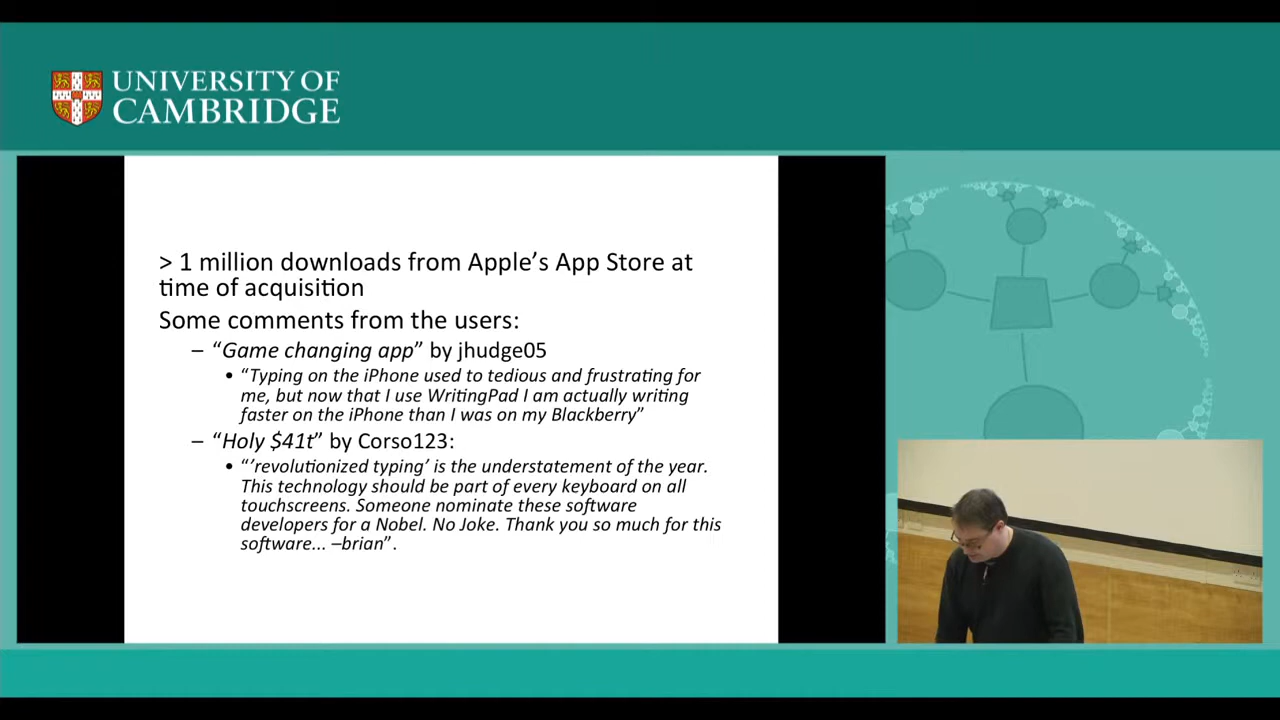 UNIVERSITY OF
CAMBRIDGE
> 1 million downloads from Apple’s App Store at
time of acquisition
Some comments from the users:
– “Game changing app” by jhudge05
• “Typing on the iPhone used to tedious and frustrating for
me, but now that I use WritingPad I am actually writing
faster on the iPhone than I was on my Blackberry”
– “Holy $41t” by Corso123:
• “’revolutionized typing’ is the understatement of the year.
This technology should be part of every keyboard on all
touchscreens. Someone nominate these software
developers for a Nobel. No Joke. Thank you so much for this
software... –brian”.